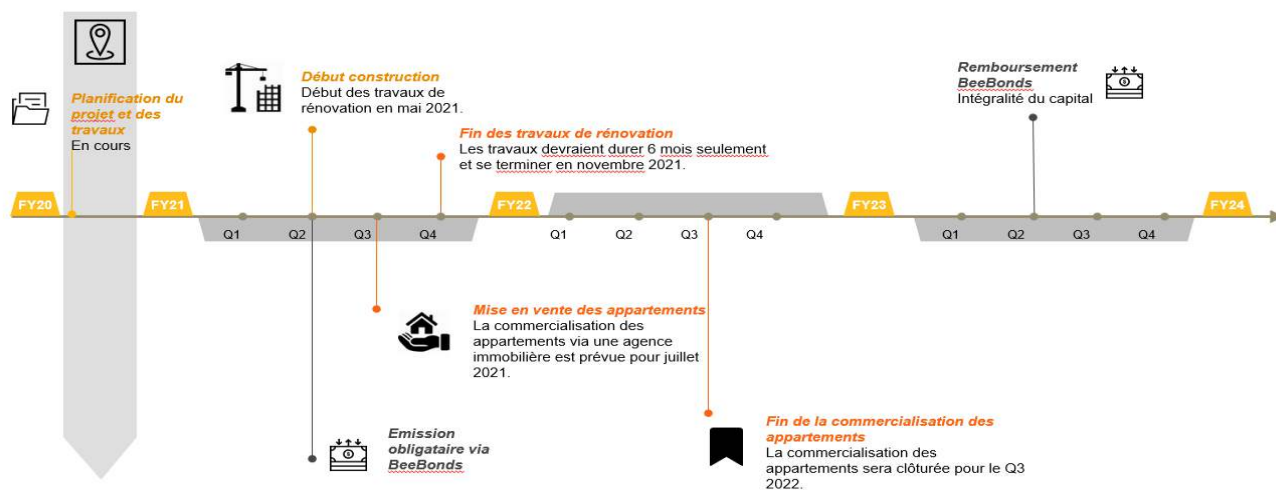 Planification du
projet et des
travaux
En cours
Début construction
Début des travaux de
rénovation en mai 2021.
Fin des travaux de rénovation
Les travaux devraient durer 6 mois seulement
et se terminer en novembre 2021.
Remboursement
BeeBonds
Intégralité du capital
FY20
FY21
FY22
FY23
FY24
Q1
Q2
Q3
Q4
Q1
Q2
Q3
Q4
Q1
Q2
Q3
Q4
Mise en vente des appartements
La commercialisation des
appartements via une agence
immobilière est prévue pour juillet
2021.
Emission
obligataire via
BeeBonds
Fin de la commercialisation des
appartements
La commercialisation des
appartements sera clôturée pour le Q3
2022.